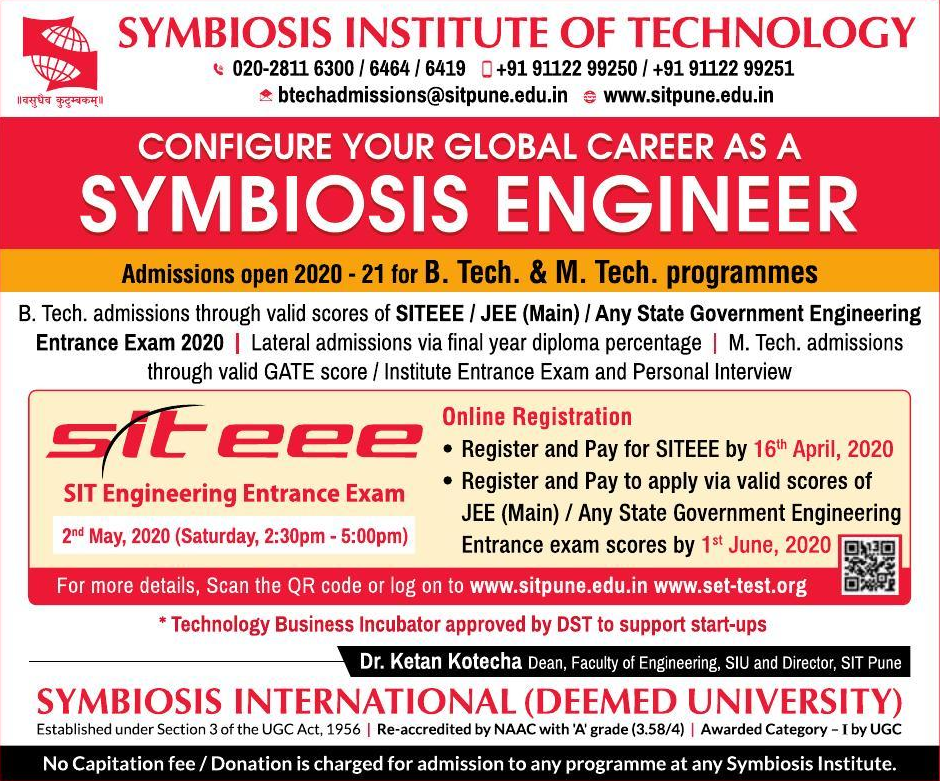 SYMBIOSIS INSTITUTE OF TECHNOLOGY
020-2811 6300 / 6464 / 6419 +91 91122 99250 / +91 91122 99251
btechadmissions@sitpune.edu.in www.sitpune.edu.in
॥वसुधैव कुटुम्बकम्॥
CONFIGURE YOUR GLOBAL CAREER AS A
SYMBIOSIS ENGINEER
Admissions open 2020 - 21 for B. Tech. & M. Tech. programmes
B. Tech. admissions through valid scores of SITEEE / JEE (Main) / Any State Government Engineering
Entrance Exam 2020 | Lateral admissions via final year diploma percentage | M. Tech. admissions
through valid GATE score / Institute Entrance Exam and Personal Interview
sit eee
SIT Engineering Entrance Exam
2nd May, 2020 (Saturday, 2:30pm - 5:00pm)
Online Registration
• Register and Pay for SITEEE by 16th April, 2020
• Register and Pay to apply via valid scores of
JEE (Main) / Any State Government Engineering
Entrance exam scores by 1st June, 2020
For more details, Scan the QR code or log on to www.sitpune.edu.in www.set-test.org
* Technology Business Incubator approved by DST to support start-ups
Dr. Ketan Kotecha Dean, Faculty of Engineering, SIU and Director, SIT Pune
SYMBIOSIS INTERNATIONAL (DEEMED UNIVERSITY)
Established under Section 3 of the UGC Act, 1956 | Re-accredited by NAAC with 'A' grade (3.58/4) | Awarded Category – I by UGC
No Capitation fee / Donation is charged for admission to any programme at any Symbiosis Institute.